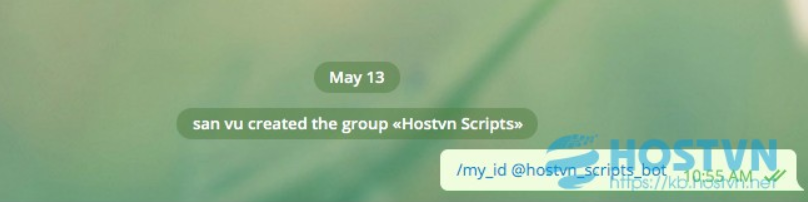 May 13
san vu created the group «Hostvn Scripts»
/my_id @hostvn_scripts_bot 10:55 AM
HOSTVN
https://kb.hostvn.net